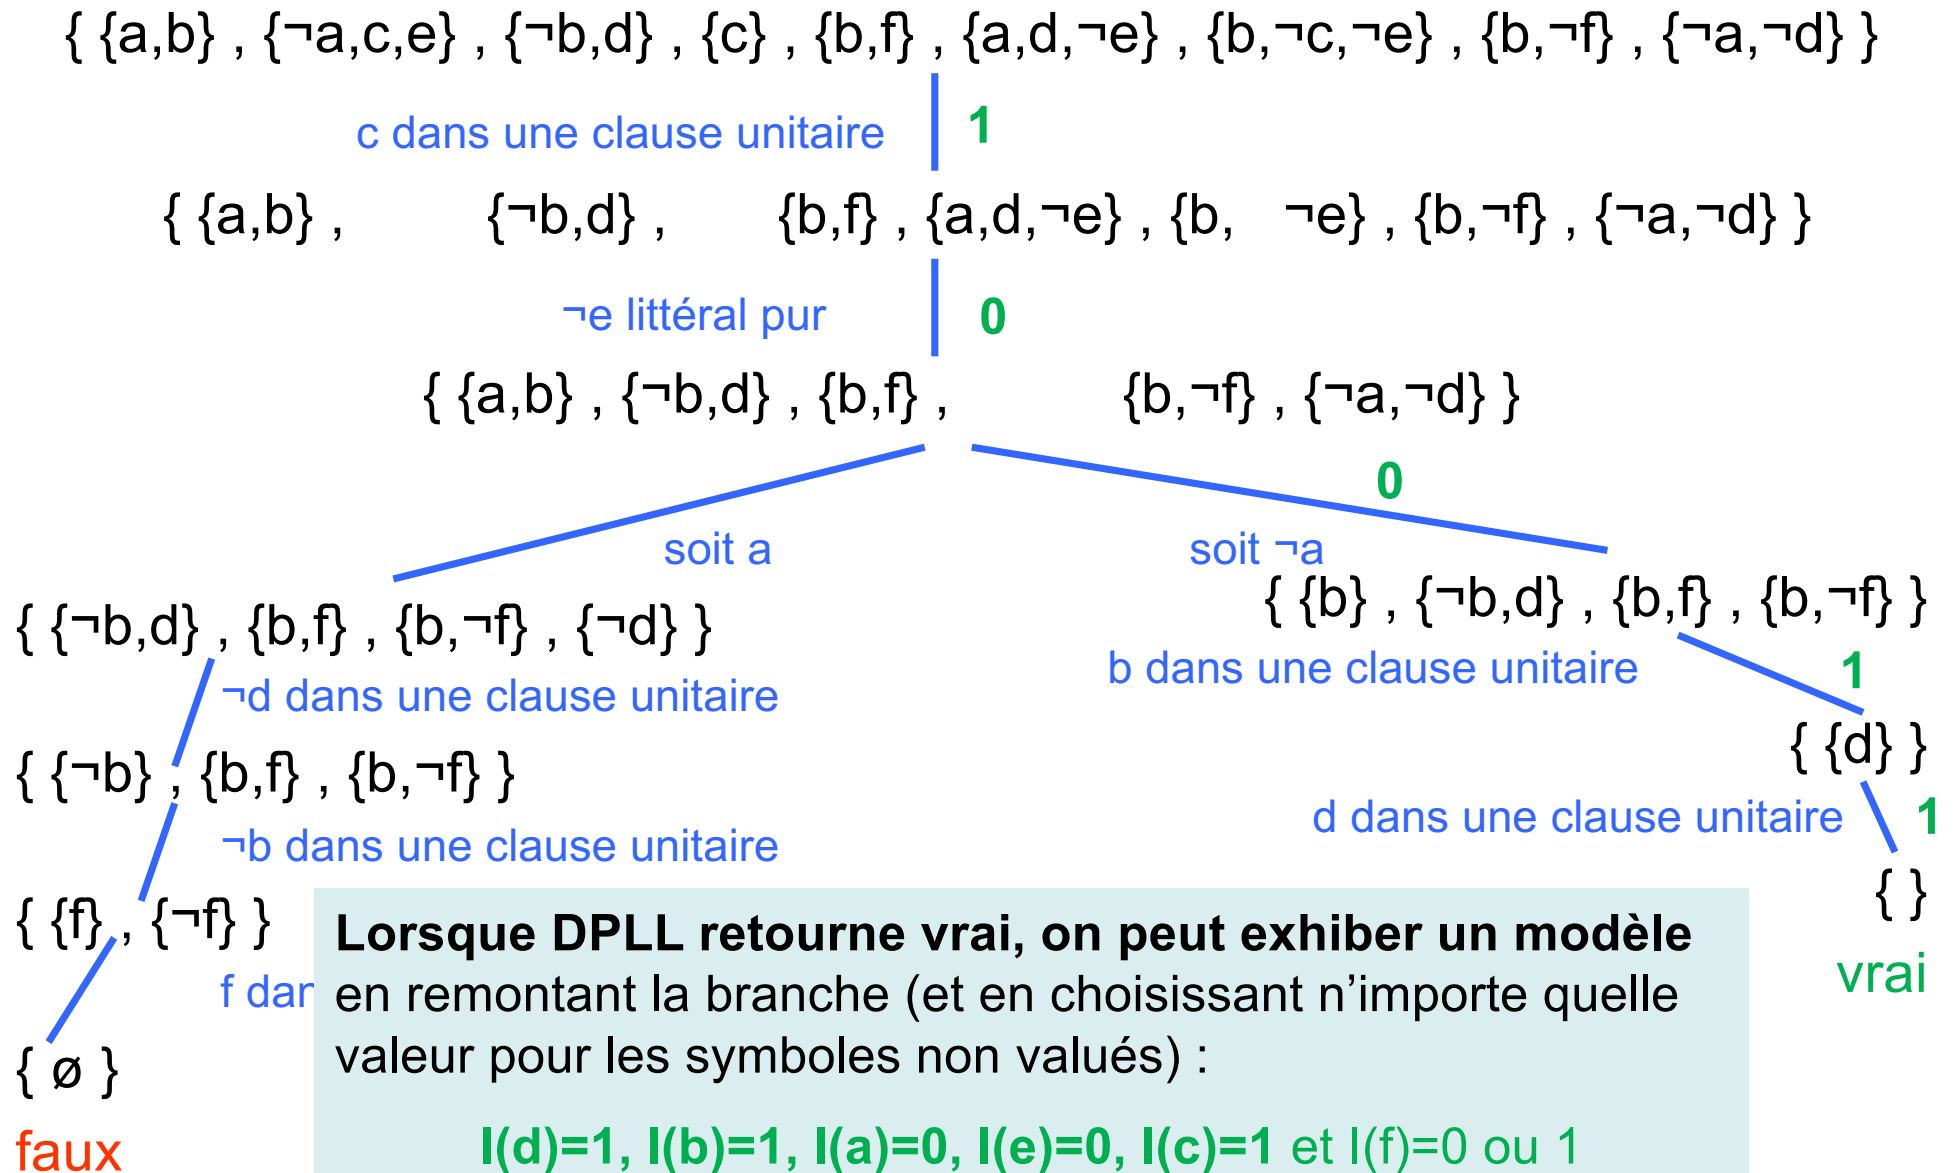 { {a,b} , {¬a,c,e} , {¬b,d} , {c} , {b,f} , {a,d,¬e} , {b,¬c,¬e} , {b,¬f} , {¬a,¬d} }
c dans une clause unitaire 1
{ {a,b} , {¬b,d} , {b,f} , {a,d,¬e} , {b, ¬e} , {b,¬f} , {¬a,¬d} }
¬e littéral pur 0
{ {a,b} , {¬b,d} , {b,f} , {b,¬f} , {¬a,¬d} }
0
soit a soit ¬a
{ {¬b,d} , {b,f} , {b,¬f} , {¬d} } { {b} , {¬b,d} , {b,f} , {b,¬f} }
¬d dans une clause unitaire b dans une clause unitaire 1
{ {¬b} , {b,f} , {b,¬f} } { {d} }
¬b dans une clause unitaire d dans une clause unitaire 1
{ {f} , {¬f} } { }
f dan vrai
{ ø }
faux
Lorsque DPLL retourne vrai, on peut exhiber un modèle
en remontant la branche (et en choisissant n’importe quelle
valeur pour les symboles non valués) :
I(d)=1, I(b)=1, I(a)=0, I(e)=0, I(c)=1 et I(f)=0 ou 1